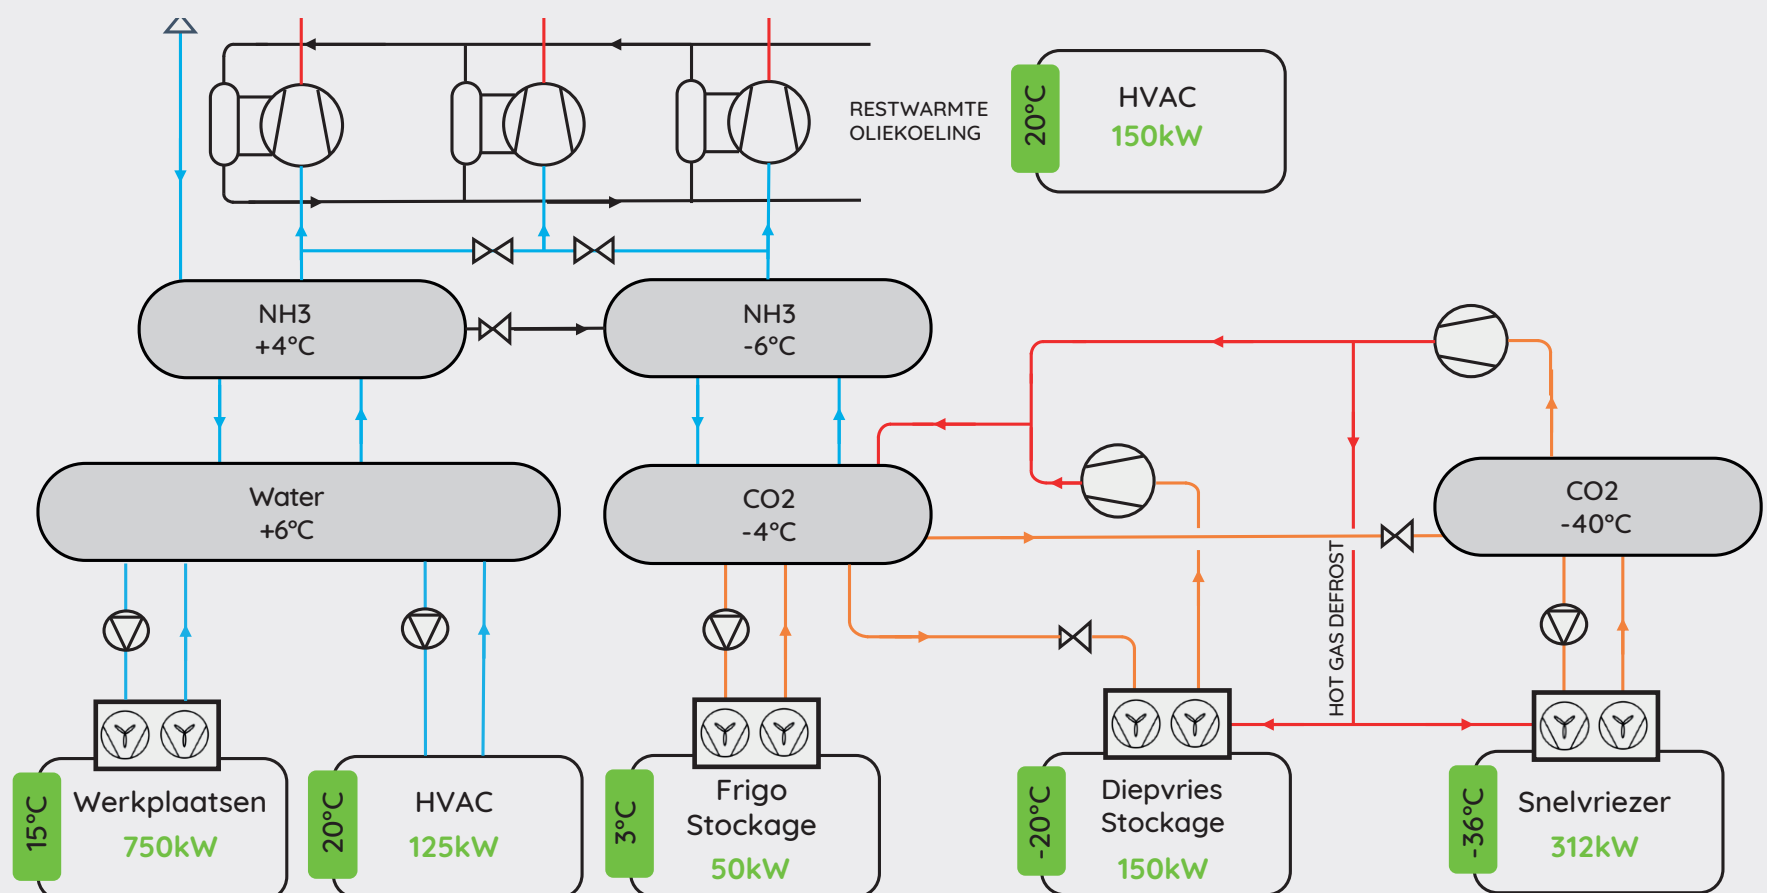 RESTWARMTE
OLIEKOELING
20°C
HVAC
150kW
NH3
+4°C
NH3
-6°C
Water
+6°C
CO2
-4°C
CO2
-40°C
HOT GAS DEFROST
15°C
Werkplaatsen
750kW
20°C
HVAC
125kW
3°C
Frigo
Stockage
50kW
-20°C
Diepvries
Stockage
150kW
-36°C
Snelvriezer
312kW